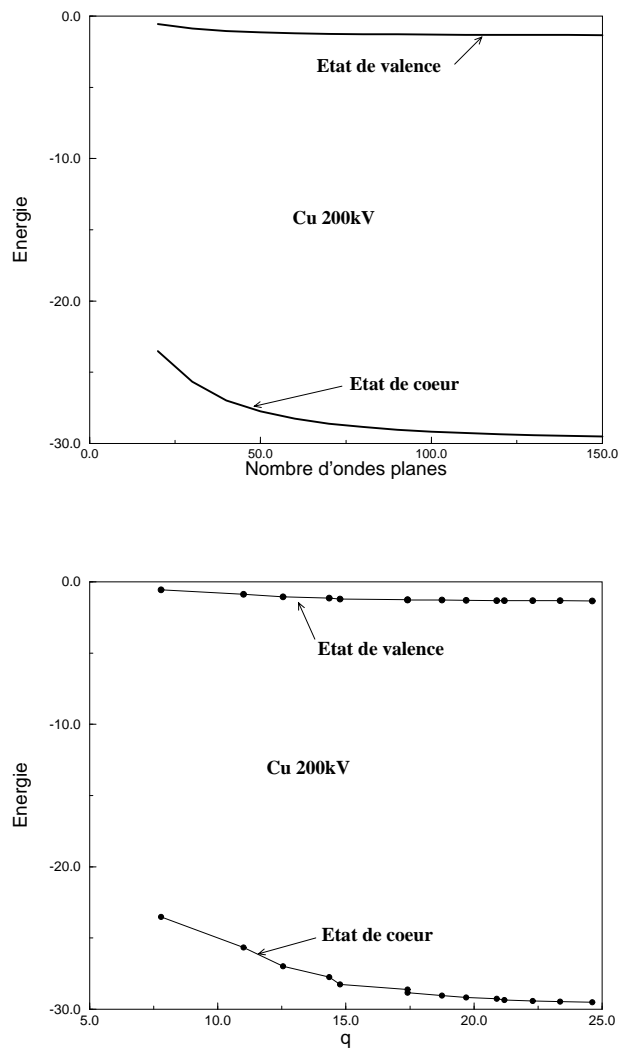 0.0
Etat de valence
-10.0
Energie
Cu 200kV
-20.0
Etat de coeur
-30.0
0.0 50.0 100.0 150.0
Nombre d'ondes planes
0.0
Etat de valence
-10.0
Cu 200kV
Energie
-20.0
Etat de coeur
-30.0
5.0 10.0 15.0 20.0 25.0
q